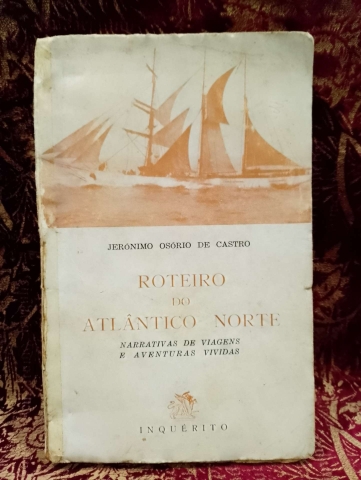 JERÓNIMO OSÓRIO DE CASTRO
ROTEIRO
DO
ATLÂNTICO NORTE
NARRATIVAS DE VIAGENS
E AVENTURAS VIVIDAS
INQUÉRITO